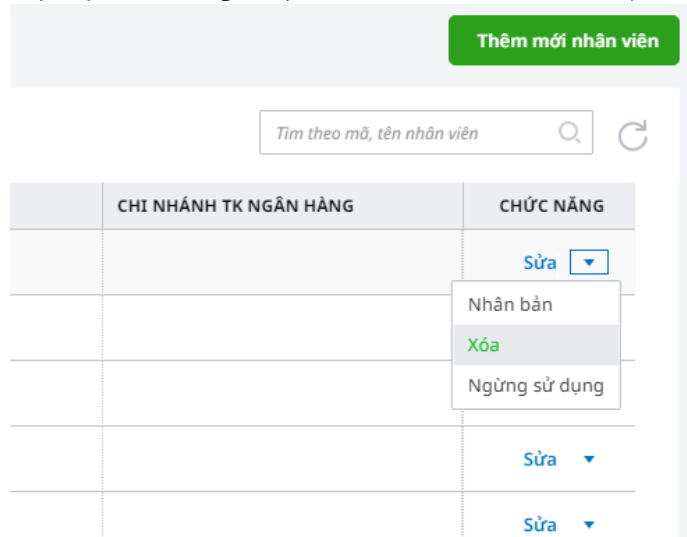 Thêm mới nhân viên
Tìm theo mã, tên nhân viên
CHI NHÁNH TK NGÂN HÀNG
CHỨC NĂNG
Sửa
Nhân bản
Xóa
Ngừng sử dụng
Sửa
Sửa